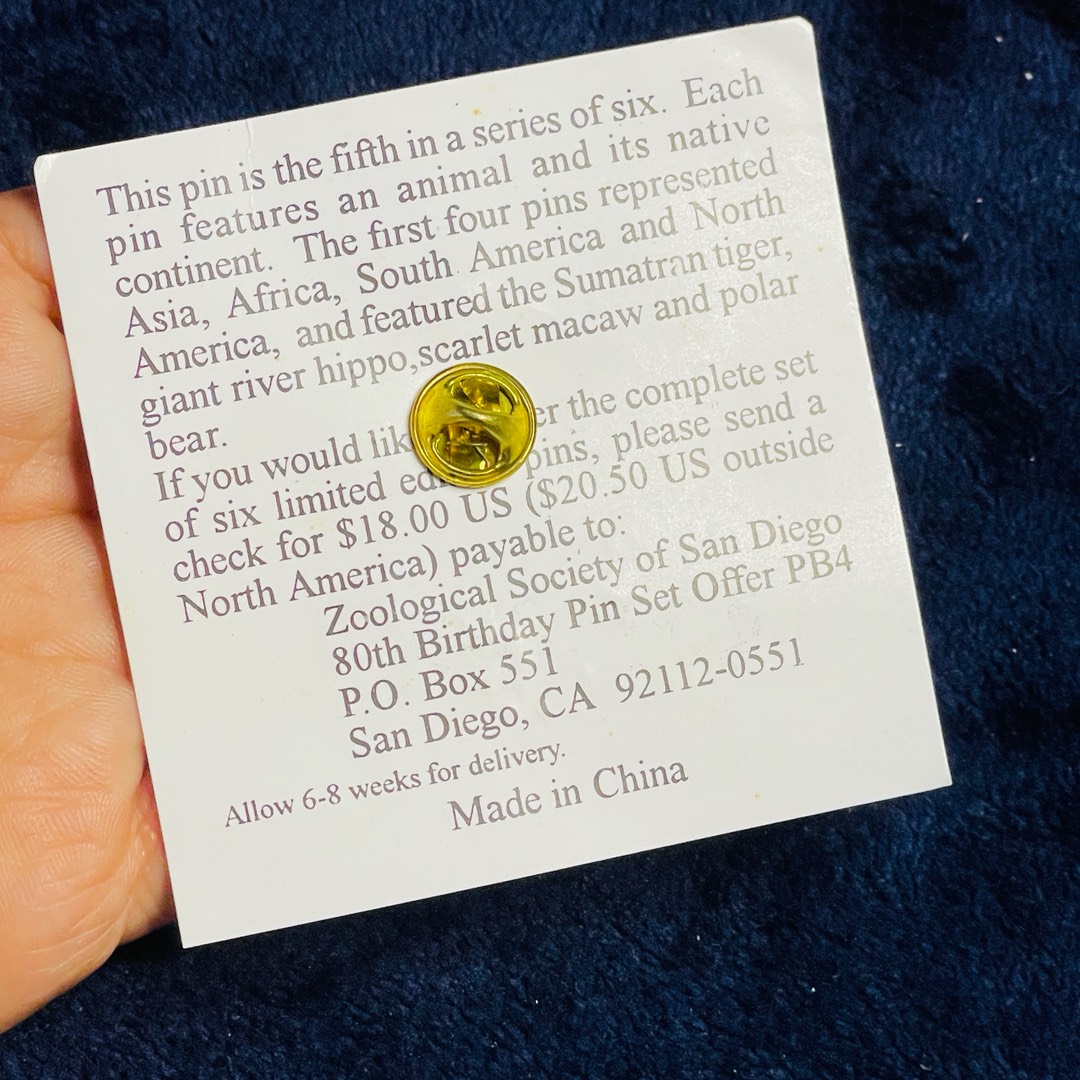 This pin is the fifth in a series of six. Each
pin features an animal and its native
continent. The first four pins represented
Asia, Africa, South America and North
America, and featured the Sumatran tiger,
giant river hippo,scarlet macaw and polar
bear.
If you would the complete set
of six limited pins, please send a
check for $18.00 US ($20.50 US outside
North America) payable to:
Zoological Society of San Diego
80th Birthday Pin Set Offer PB4
P.O. Box 551
San Diego, CA 92112-0551
Allow 6-8 weeks for delivery.
Made in China